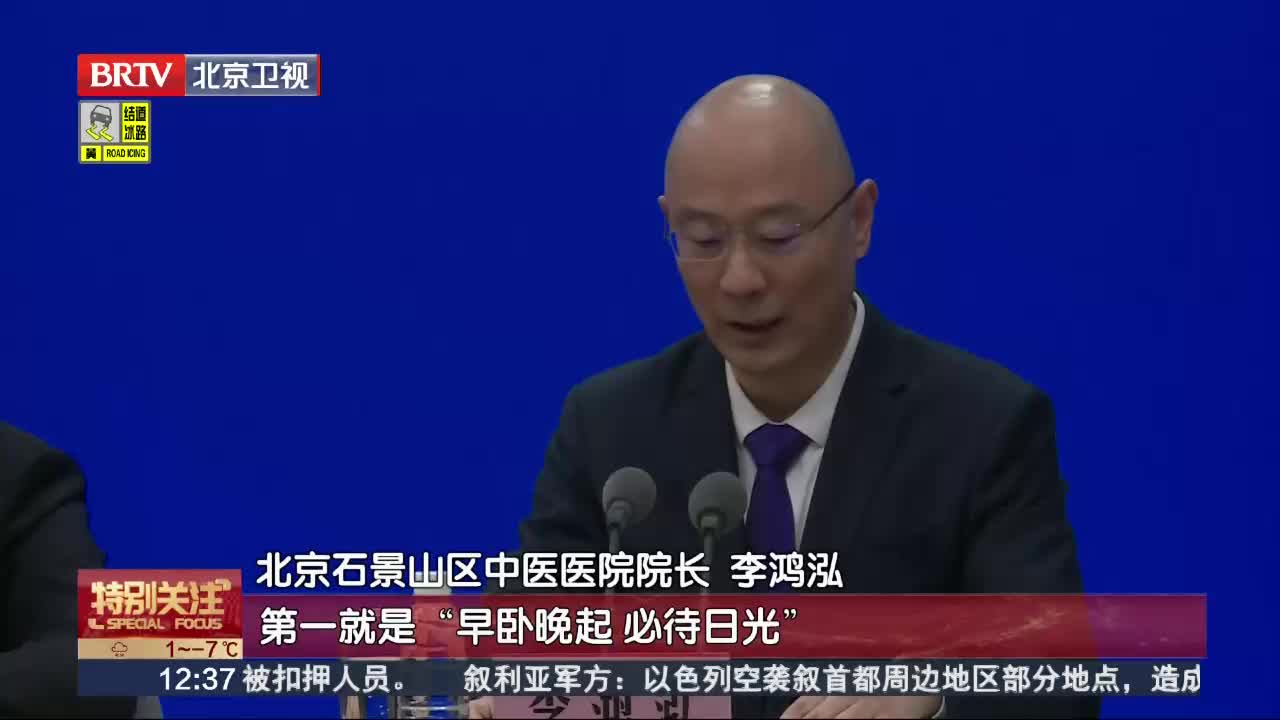 BRTV 北京卫视
结道
冰路
黄 ROAD ICING
北京石景山区中医医院院长 李鸿泓
特别关注
SPECIAL FOCUS
第一就是“早卧晚起 必待日光”
1~-7℃
12:37 被扣押人员。 叙利亚军方：以色列空袭叙首都周边地区部分地点，造成